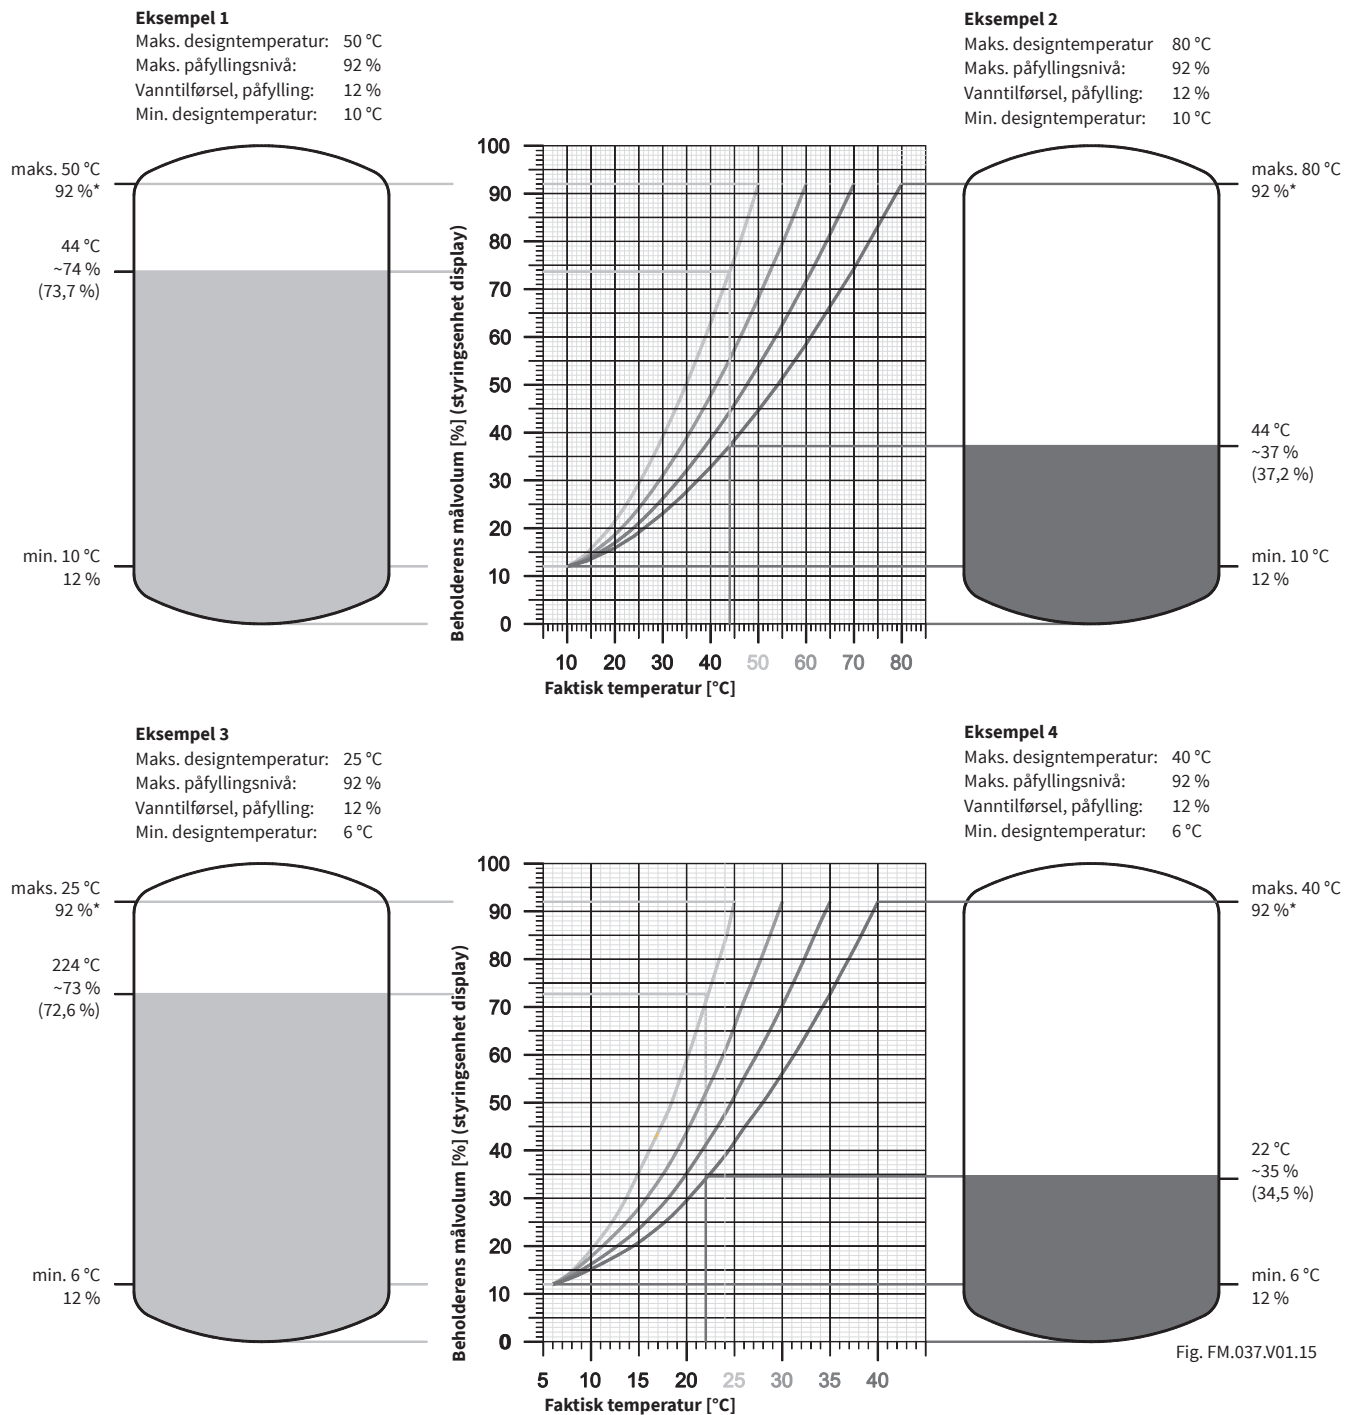 Eksempel 1
Maks. designtemperatur: 50 °C
Maks. påfyllingsnivå: 92 %
Vanntilførsel, påfylling: 12 %
Min. designtemperatur: 10 °C
Eksempel 2
Maks. designtemperatur 80 °C
Maks. påfyllingsnivå: 92 %
Vanntilførsel, påfylling: 12 %
Min. designtemperatur: 10 °C
maks. 50 °C
92 %*
44 °C
~74 %
(73,7 %)
min. 10 °C
12 %
Beholderens målvolum [%] (styringsenhet display)
100
90
80
70
60
50
40
30
20
10
0
10 20 30 40 50 60 70 80
Faktisk temperatur [°C]
maks. 80 °C
92 %*
44 °C
~37 %
(37,2 %)
min. 10 °C
12 %
Eksempel 3
Maks. designtemperatur: 25 °C
Maks. påfyllingsnivå: 92 %
Vanntilførsel, påfylling: 12 %
Min. designtemperatur: 6 °C
Eksempel 4
Maks. designtemperatur: 40 °C
Maks. påfyllingsnivå: 92 %
Vanntilførsel, påfylling: 12 %
Min. designtemperatur: 6 °C
maks. 25 °C
92 %*
224 °C
~73 %
(72,6 %)
min. 6 °C
12 %
Beholderens målvolum [%] (styringsenhet display)
100
90
80
70
60
50
40
30
20
10
0
5 10 15 20 25 30 35 40
Faktisk temperatur [°C]
maks. 40 °C
92 %*
22 °C
~35 %
(34,5 %)
min. 6 °C
12 %
Fig. FM.037.V01.15